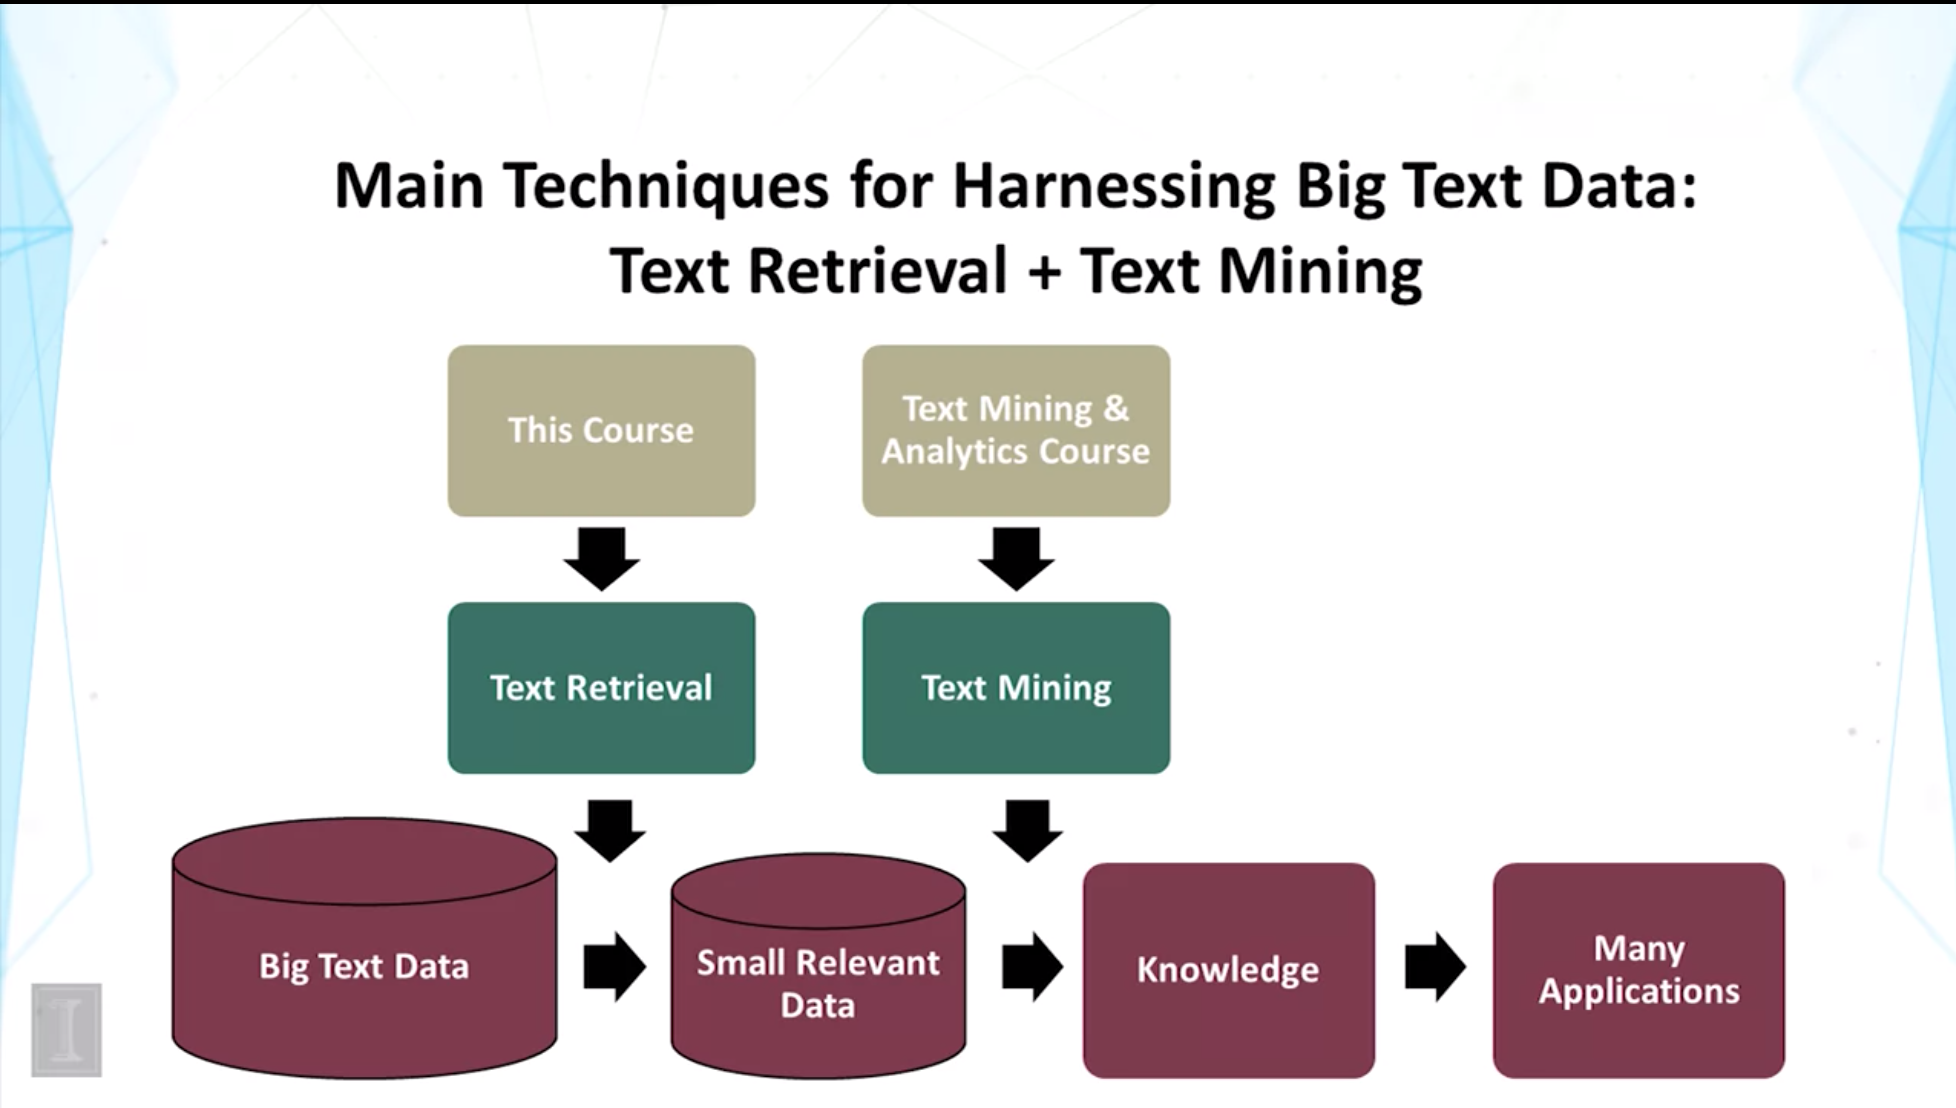 Main Techniques for Harnessing Big Text Data:
Text Retrieval + Text Mining
This Course
Text Mining &
Analytics Course
Text Retrieval
Text Mining
Big Text Data
Small Relevant
Data
Knowledge
Many
Applications
I